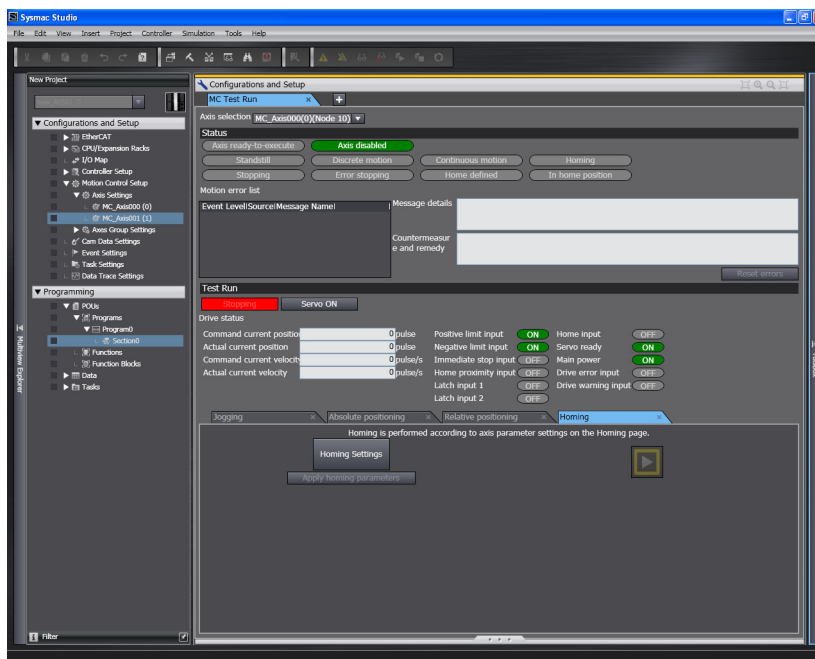 Sysmac Studio
File Edit View Insert Project Controller Simulation Tools Help
New Project
Configurations and Setup
EtherCAT
CPU/Expansion Racks
I/O Map
Controller Setup
Motion Control Setup
Axis Settings
MC_Axis000 (0)
MC_Axis001 (1)
Axes Group Settings
Cam Data Settings
Event Settings
Task Settings
Data Trace Settings
Programming
POUs
Programs
Program0
Section0
Functions
Function Blocks
Data
Tasks
Filter
Multiview Explorer
Configurations and Setup
MC Test Run
Axis selection MC_Axis000(0)(Node 10)
Status
Axis ready-to-execute Axis disabled
Standstill Discrete motion Continuous motion Homing
Stopping Error stopping Home defined In home position
Motion error list
Event Level|Source|Message Name|
Message details
Countermeasur
e and remedy
Reset errors
Test Run
Stopping Servo ON
Drive status
Command current position 0 pulse Positive limit input ON Home input OFF
Actual current position 0 pulse Negative limit input ON Servo ready ON
Command current velocity 0 pulse/s Immediate stop input OFF Main power ON
Actual current velocity 0 pulse/s Home proximity input OFF Drive error input OFF
Latch input 1 OFF Drive warning input OFF
Latch input 2 OFF
Jogging Absolute positioning Relative positioning Homing
Homing is performed according to axis parameter settings on the Homing page.
Homing Settings
Apply homing parameters